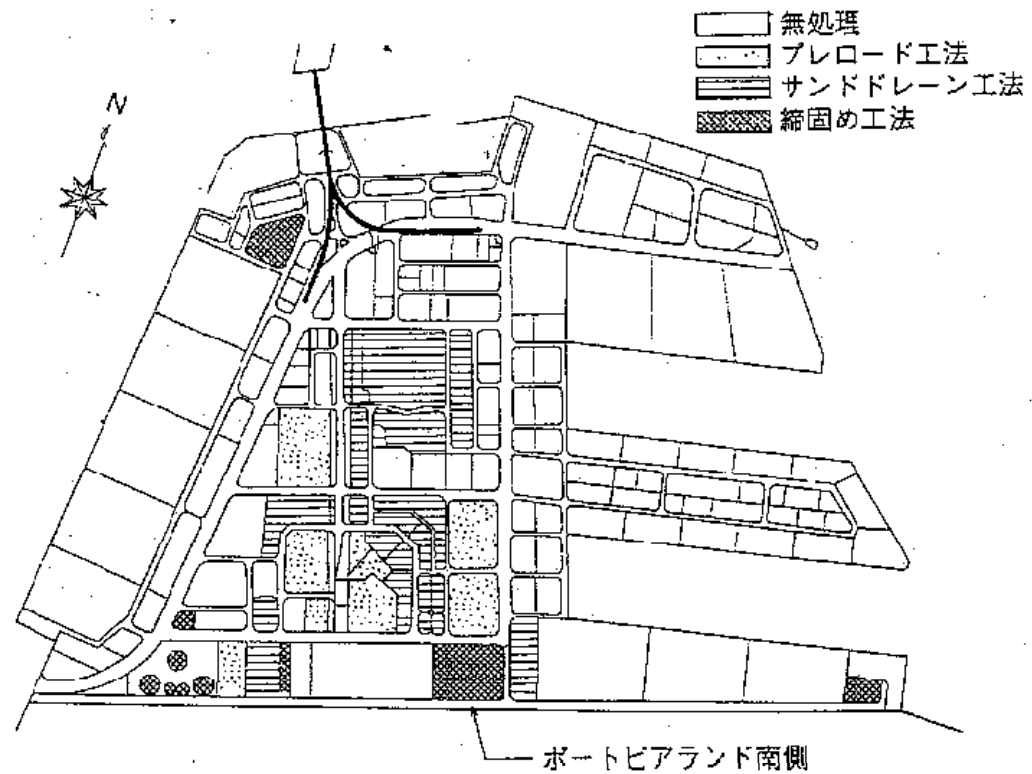 無処理
プレロード工法
サンドドレーン工法
締固め工法
N
ポートピアランド南側